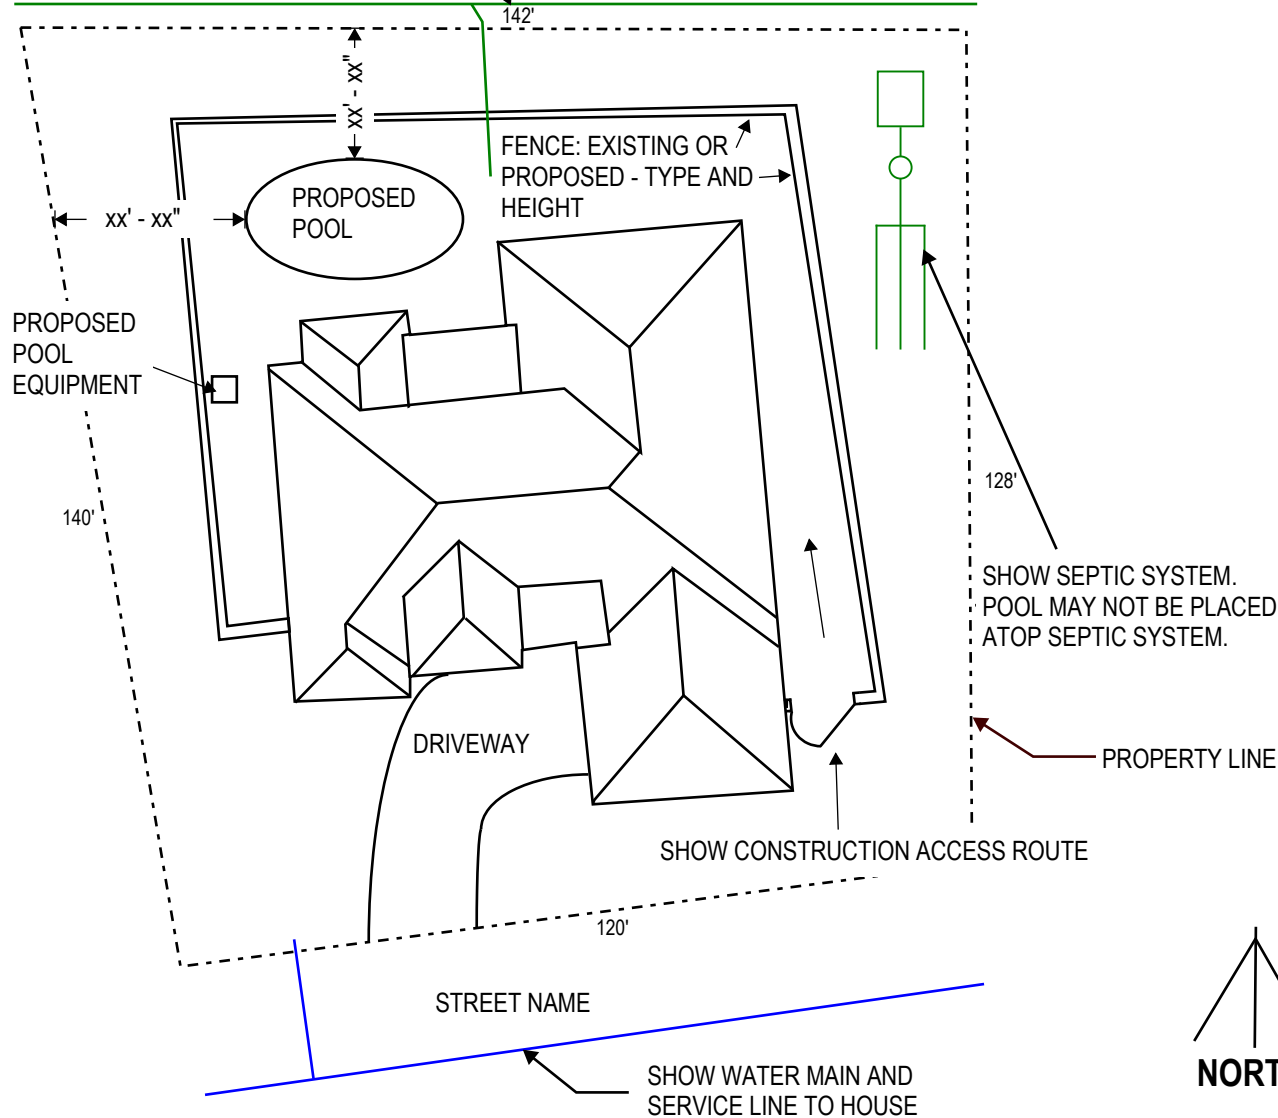 142'
xx' - xx"
FENCE: EXISTING OR
PROPOSED - TYPE AND
HEIGHT
PROPOSED
POOL
xx' - xx"
PROPOSED
POOL
EQUIPMENT
128'
140'
SHOW SEPTIC SYSTEM.
POOL MAY NOT BE PLACED
ATOP SEPTIC SYSTEM.
DRIVEWAY
PROPERTY LINE
SHOW CONSTRUCTION ACCESS ROUTE
120'
STREET NAME
SHOW WATER MAIN AND
SERVICE LINE TO HOUSE
NORT